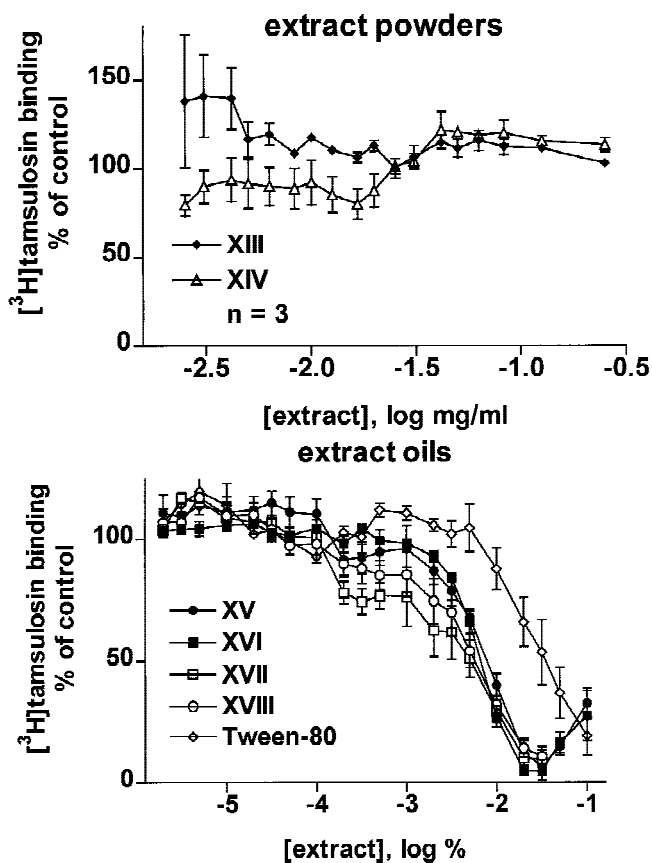 extract powders
[³H]tamsulosin binding
% of control
150
100
50
0
XIII
XIV
n = 3
-2.5 -2.0 -1.5 -1.0 -0.5
[extract], log mg/ml
extract oils
[³H]tamsulosin binding
% of control
100
50
0
XV
XVI
XVII
XVIII
Tween-80
-5 -4 -3 -2 -1
[extract], log %